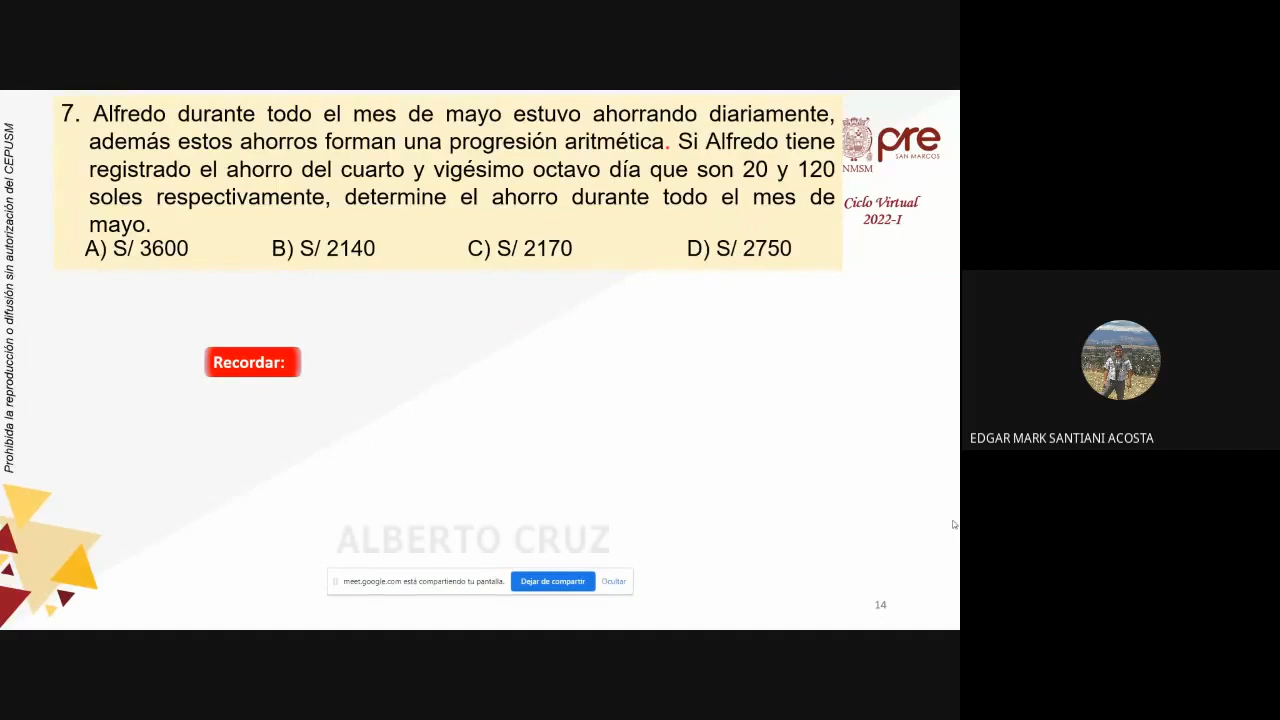 7. Alfredo durante todo el mes de mayo estuvo ahorrando diariamente,
además estos ahorros forman una progresión aritmética. Si Alfredo tiene
registrado el ahorro del cuarto y vigésimo octavo día que son 20 y 120
soles respectivamente, determine el ahorro durante todo el mes de
mayo.
A) S/ 3600 B) S/ 2140 C) S/ 2170 D) S/ 2750
Prohibida la reproducción o difusión sin autorización del CEPUSM
pre
SAN MARCOS
NMSM
Ciclo Virtual
2022-I
Recordar:
EDGAR MARK SANTIANI ACOSTA
ALBERTO CRUZ
meet.google.com está compartiendo tu pantalla. Dejar de compartir Ocultar
14